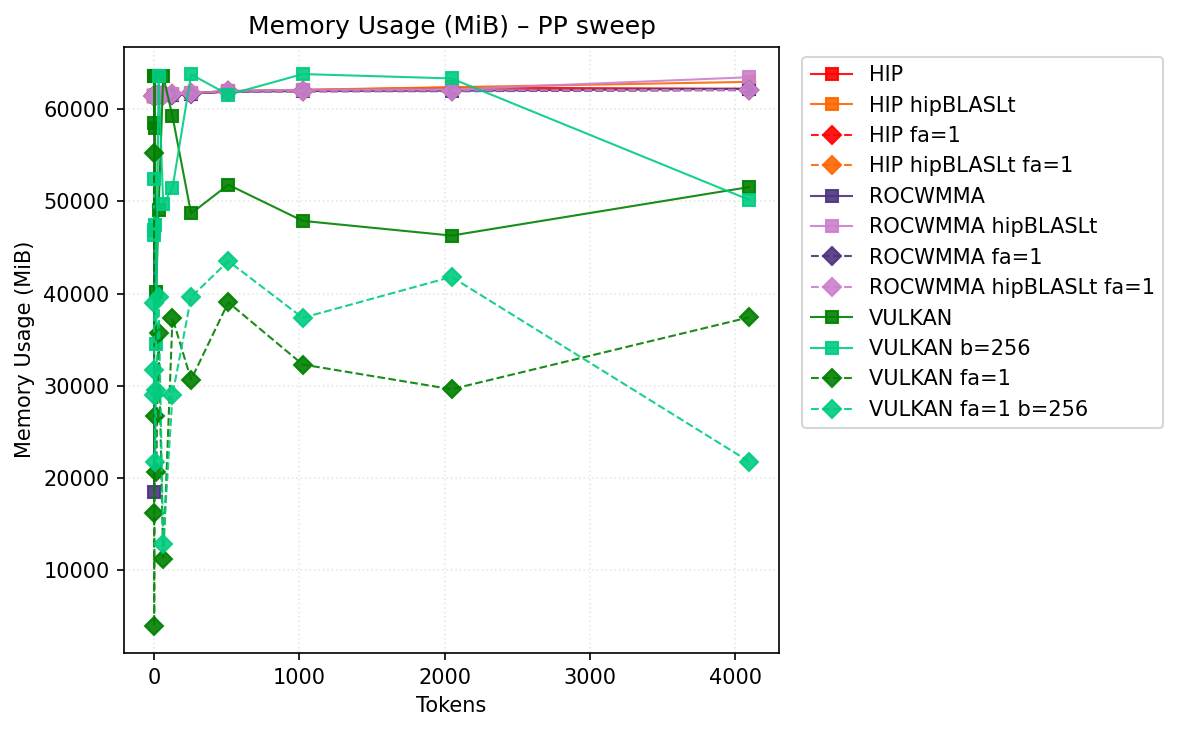 Memory Usage (MiB) – PP sweep
Memory Usage (MiB)
60000
50000
40000
30000
20000
10000
0
1000
2000
3000
4000
Tokens
HIP
HIP hipBLASLt
HIP fa=1
HIP hipBLASLt fa=1
ROCWMMA
ROCWMMA hipBLASLt
ROCWMMA fa=1
ROCWMMA hipBLASLt fa=1
VULKAN
VULKAN b=256
VULKAN fa=1
VULKAN fa=1 b=256